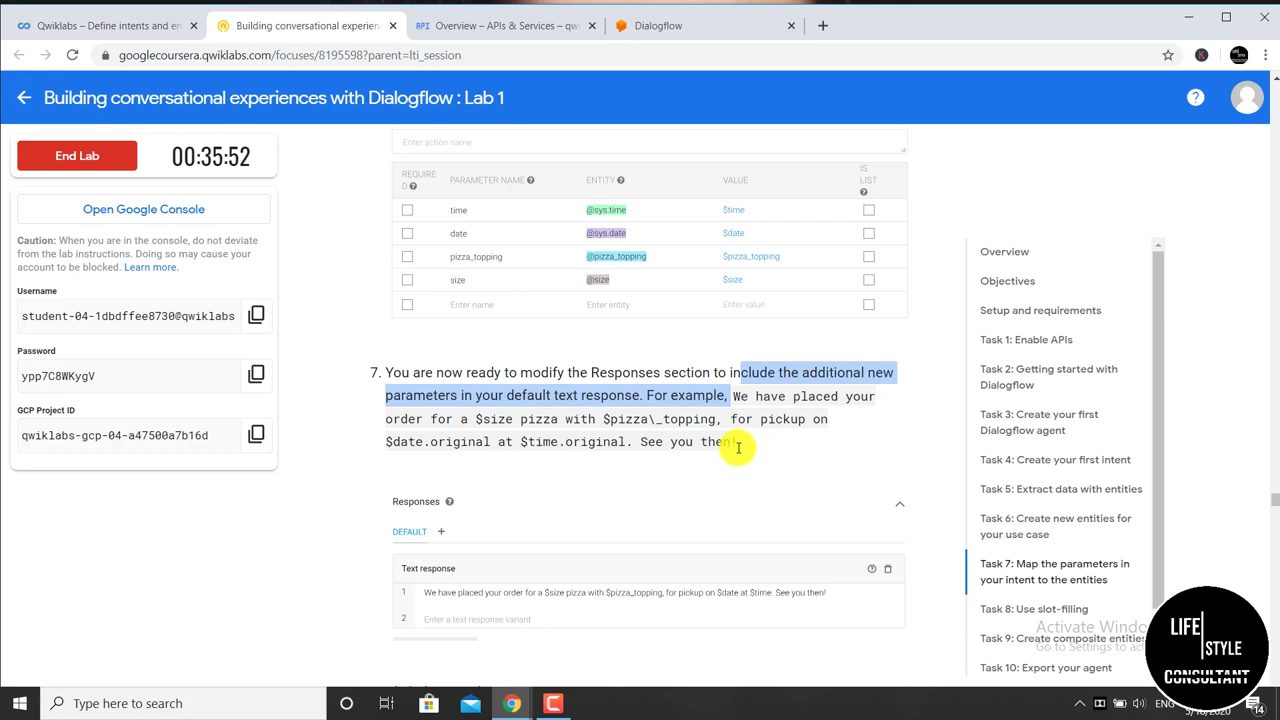 Qwiklabs – Define intents and en
Building conversational experien
API Overview – APIs & Services – qw
Dialogflow
googlecoursera.qwiklabs.com/focuses/8195598?parent=lti_session
Building conversational experiences with Dialogflow : Lab 1
End Lab
00:35:52
Open Google Console
Caution: When you are in the console, do not deviate
from the lab instructions. Doing so may cause your
account to be blocked. Learn more.
Username
student-04-1dbdffee8730@qwiklabs
Password
ypp7C8WKygV
GCP Project ID
qwiklabs-gcp-04-a47500a7b16d
Enter action name
REQUIRE
D
PARAMETER NAME
ENTITY
VALUE
IS
LIST
time @sys.time $time
date @sys.date $date
pizza_topping @pizza_topping $pizza_topping
size @size $size
Enter name Enter entity Enter value
7. You are now ready to modify the Responses section to include the additional new
parameters in your default text response. For example, We have placed your
order for a $size pizza with $pizza\_topping, for pickup on
$date.original at $time.original. See you then!
Responses
DEFAULT +
Text response
1 We have placed your order for a $size pizza with $pizza_topping, for pickup on $date at $time. See you then!
2 Enter a text response variant
Overview
Objectives
Setup and requirements
Task 1: Enable APIs
Task 2: Getting started with
Dialogflow
Task 3: Create your first
Dialogflow agent
Task 4: Create your first intent
Task 5: Extract data with entities
Task 6: Create new entities for
your use case
Task 7: Map the parameters in
your intent to the entities
Task 8: Use slot-filling
Task 9: Create composite entities
Task 10: Export your agent
Activate Windo
Go to Settings to act
LIFE
STYLE
CONSULTANT
Type here to search
ENG
14